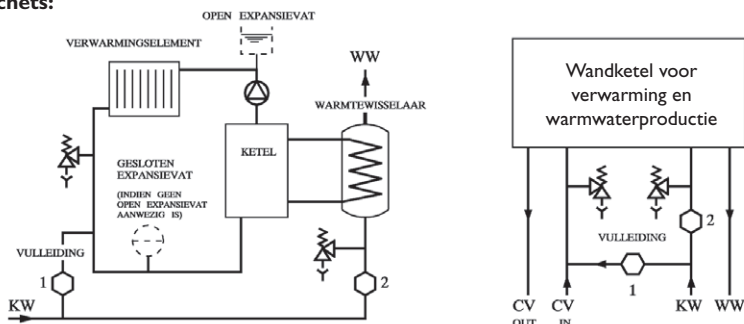 chets:
OPEN EXPANSIEVAT
VERWARMINGSELEMENT
WW
WARMTEWISSELAAR
KETEL
GESLOTEN
EXPANSIEVAT
(INDIEN GEEN
OPEN EXPANSIEVAT
AANWEZIG IS)
VULLEIDING
1
2
KW
Wandketel voor
verwarming en
warmwaterproductie
2
VULLEIDING
1
CV
OUT
CV
IN
KW
WW